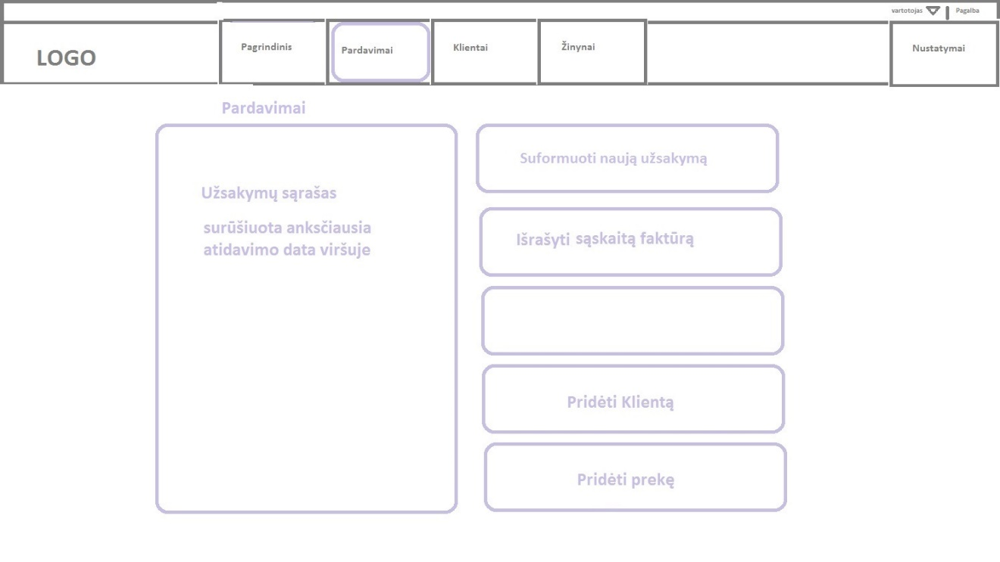 vartotojas
Pagalba
LOGO
Pagrindinis
Pardavimai
Klientai
Žinynai
Nustatymai
Pardavimai
Užsakymų sąrašas
surūšiuota anksčiausia
atidavimo data viršuje
Suformuoti naują užsakymą
Išrašyti sąskaitą faktūrą
Pridėti Klientą
Pridėti prekę